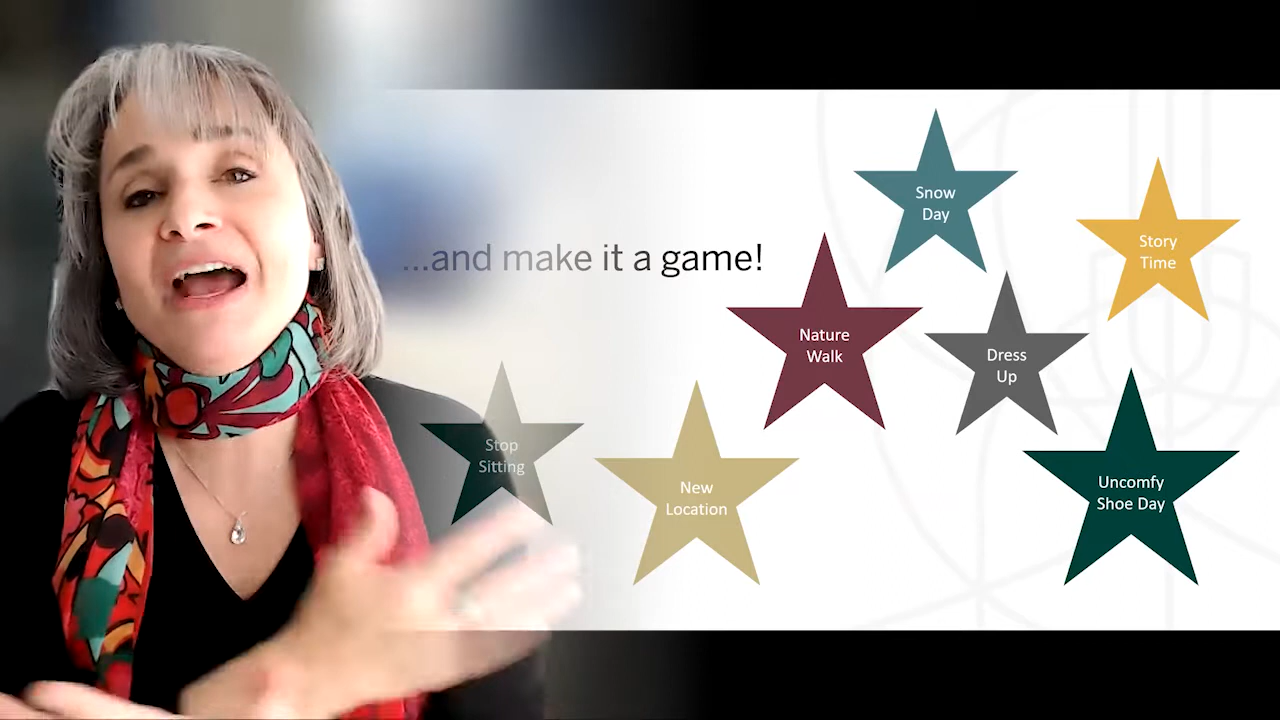 ...and make it a game!
Snow
Day
Story
Time
Nature
Walk
Dress
Up
Stop
Sitting
New
Location
Uncomfy
Shoe Day